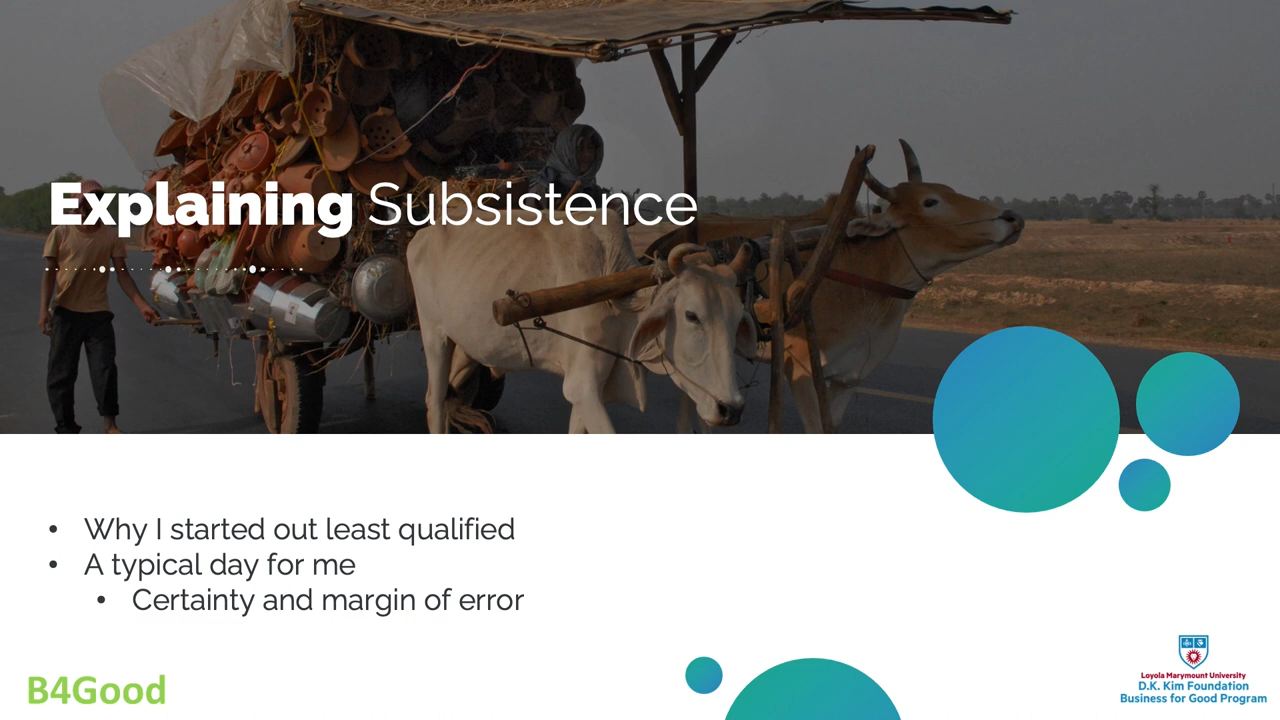 Explaining Subsistence
• Why I started out least qualified
• A typical day for me
• Certainty and margin of error
B4Good
Loyola Marymount University
D.K. Kim Foundation
Business for Good Program